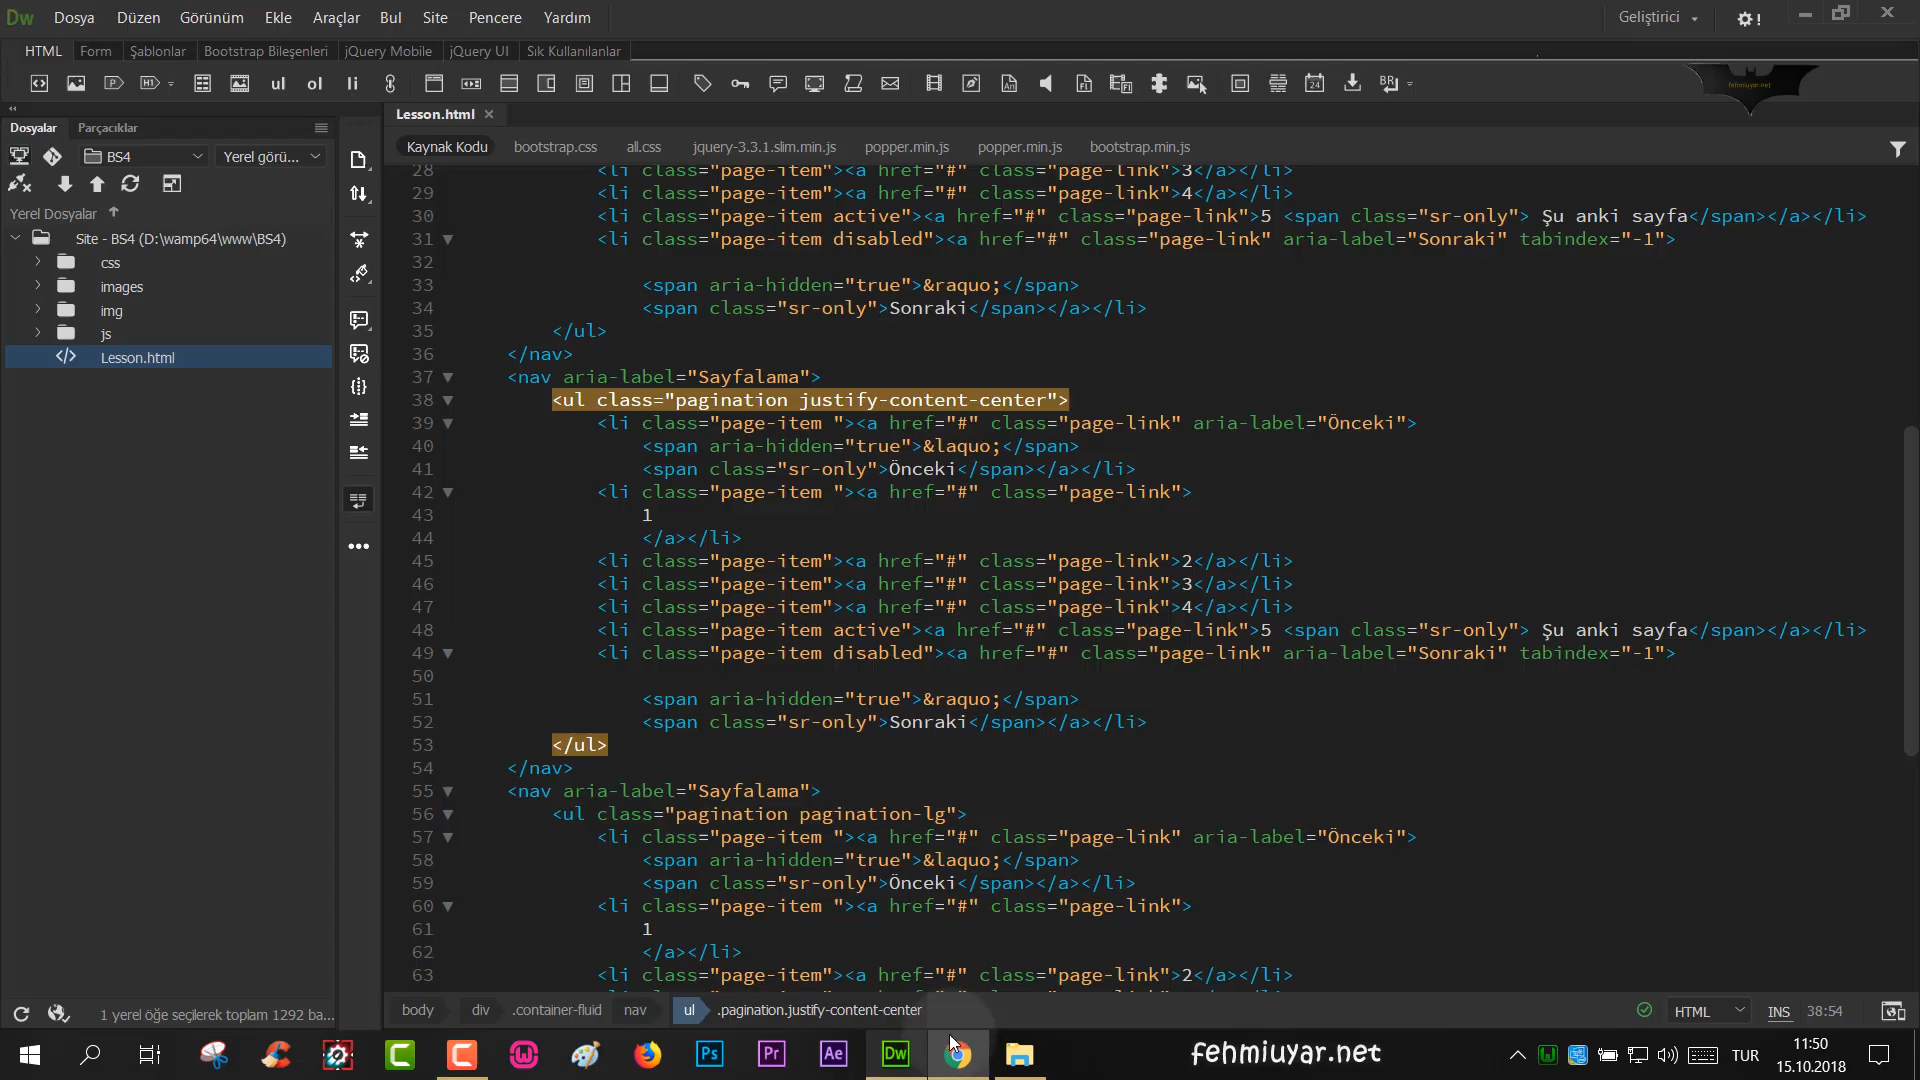 Dw Dosya Düzen Görünüm Ekle Araçlar Bul Site Pencere Yardım Geliştirici
HTML Form Şablonlar Bootstrap Bileşenleri jQuery Mobile jQuery UI Sık Kullanılanlar
ul ol li
fehmiuyar.net
Dosyalar Parçacıklar
Lesson.html
BS4 Yerel görü...
Kaynak Kodu bootstrap.css all.css jquery-3.3.1.slim.min.js popper.min.js popper.min.js bootstrap.min.js
Yerel Dosyalar
Site - BS4 (D:\wamp64\www\BS4)
css
images
img
js
Lesson.html
28 <li class="page-item"><a href="#" class="page-link">3</a></li>
29 <li class="page-item"><a href="#" class="page-link">4</a></li>
30 <li class="page-item active"><a href="#" class="page-link">5 <span class="sr-only"> Şu anki sayfa</span></a></li>
31 <li class="page-item disabled"><a href="#" class="page-link" aria-label="Sonraki" tabindex="-1">
32
33 <span aria-hidden="true">&raquo;</span>
34 <span class="sr-only">Sonraki</span></a></li>
35 </ul>
36 </nav>
37 <nav aria-label="Sayfalama">
38 <ul class="pagination justify-content-center">
39 <li class="page-item "><a href="#" class="page-link" aria-label="Önceki">
40 <span aria-hidden="true">&laquo;</span>
41 <span class="sr-only">Önceki</span></a></li>
42 <li class="page-item "><a href="#" class="page-link">
43 1
44 </a></li>
45 <li class="page-item"><a href="#" class="page-link">2</a></li>
46 <li class="page-item"><a href="#" class="page-link">3</a></li>
47 <li class="page-item"><a href="#" class="page-link">4</a></li>
48 <li class="page-item active"><a href="#" class="page-link">5 <span class="sr-only"> Şu anki sayfa</span></a></li>
49 <li class="page-item disabled"><a href="#" class="page-link" aria-label="Sonraki" tabindex="-1">
50
51 <span aria-hidden="true">&raquo;</span>
52 <span class="sr-only">Sonraki</span></a></li>
53 </ul>
54 </nav>
55 <nav aria-label="Sayfalama">
56 <ul class="pagination pagination-lg">
57 <li class="page-item "><a href="#" class="page-link" aria-label="Önceki">
58 <span aria-hidden="true">&laquo;</span>
59 <span class="sr-only">Önceki</span></a></li>
60 <li class="page-item "><a href="#" class="page-link">
61 1
62 </a></li>
63 <li class="page-item"><a href="#" class="page-link">2</a></li>
1 yerel öğe seçilerek toplam 1292 ba...
body div .container-fluid nav ul .pagination.justify-content-center HTML INS 38:54
Ps Pr Ae Dw
fehmiuyar.net
TUR
11:50
15.10.2018